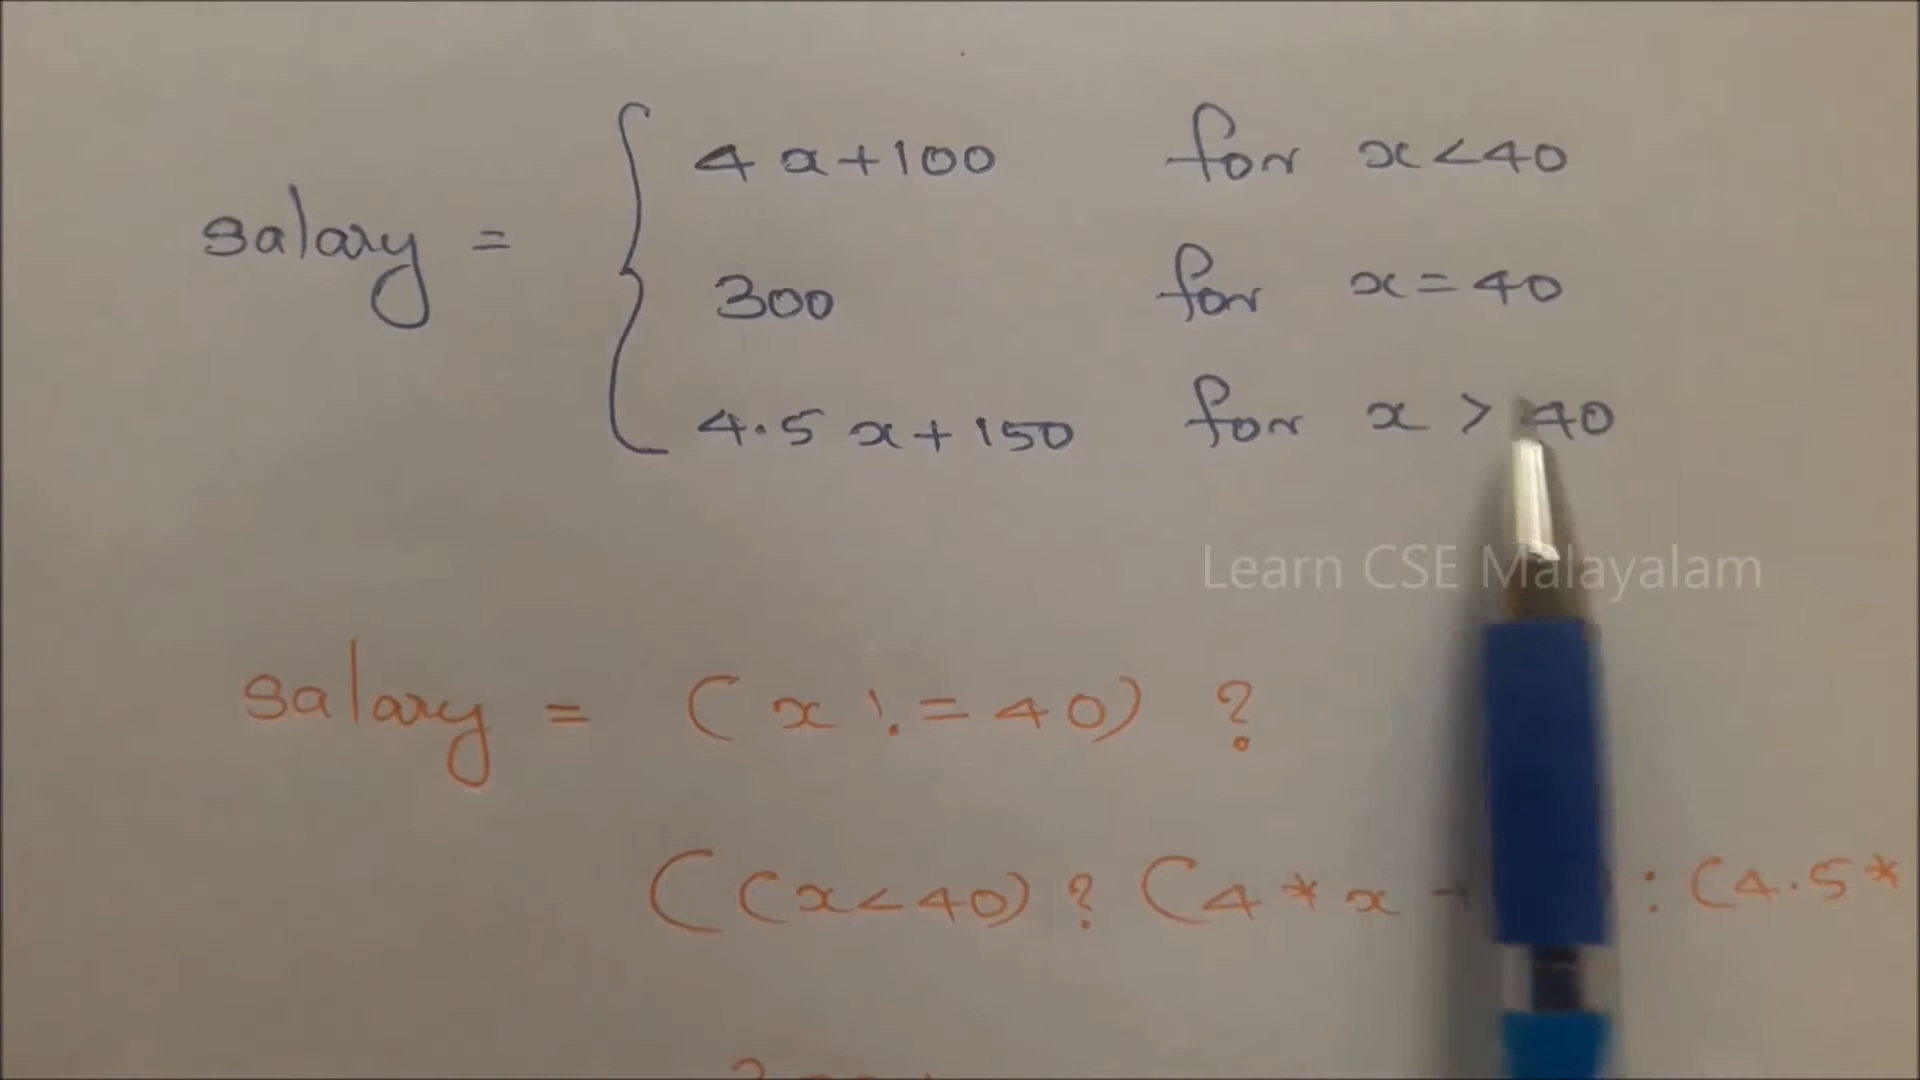 4x+100 for x<40
salary =
300 for x=40
4.5 x+150 for x > 40
Learn CSE Malayalam
salary = (x != 40) ?
((x<40) ? (4*x : (4.5*